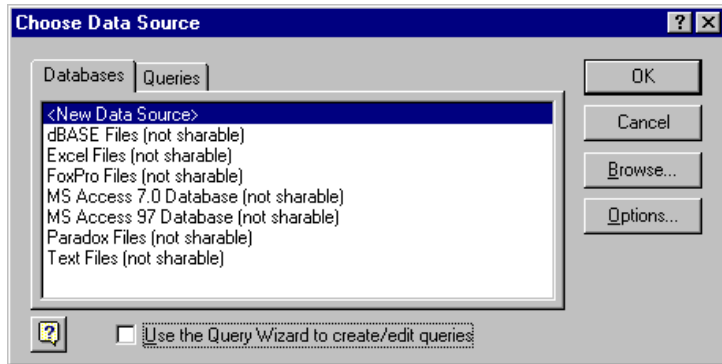 Choose Data Source
?
X
Databases
Queries
<New Data Source>
dBASE Files (not sharable)
Excel Files (not sharable)
FoxPro Files (not sharable)
MS Access 7.0 Database (not sharable)
MS Access 97 Database (not sharable)
Paradox Files (not sharable)
Text Files (not sharable)
OK
Cancel
Browse...
Options...
?
Use the Query Wizard to create/edit queries